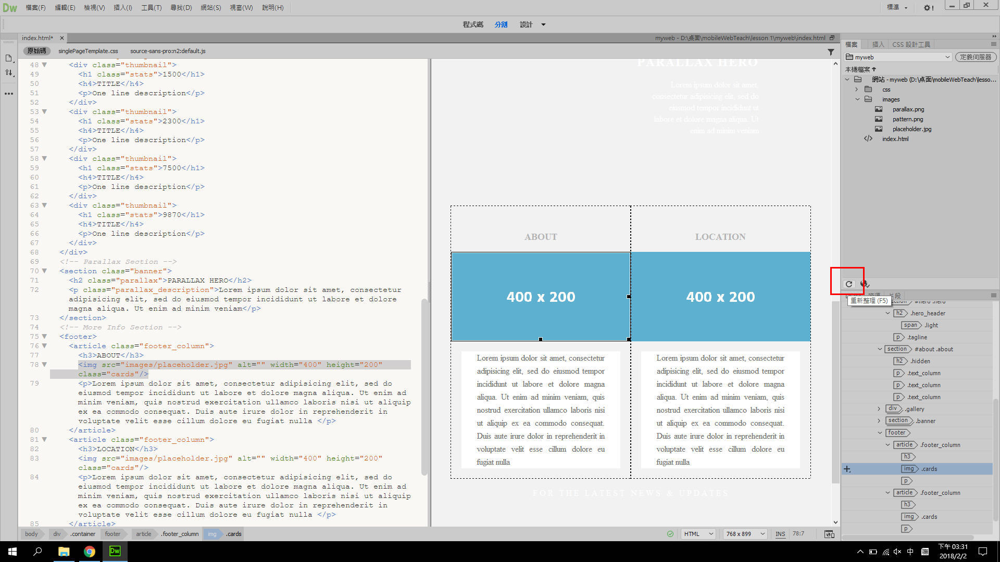 Dw 檔案(F) 編輯(E) 檢視(V) 插入(I) 工具(T) 尋找(D) 網站(S) 視窗(W) 說明(H) 標準
程式碼 分割 設計
index.html* myweb - D:\桌面\mobileWebTeach\lesson 1\myweb\index.html
原始碼 singlePageTemplate.css source-sans-pro:n2:default.js
48 <div class="thumbnail">
49 <h1 class="stats">1500</h1>
50 <h4>TITLE</h4>
51 <p>One line description</p>
52 </div>
53 <div class="thumbnail">
54 <h1 class="stats">2300</h1>
55 <h4>TITLE</h4>
56 <p>One line description</p>
57 </div>
58 <div class="thumbnail">
59 <h1 class="stats">7500</h1>
60 <h4>TITLE</h4>
61 <p>One line description</p>
62 </div>
63 <div class="thumbnail">
64 <h1 class="stats">9870</h1>
65 <h4>TITLE</h4>
66 <p>One line description</p>
67 </div>
68 </div>
69 <!-- Parallax Section -->
70 <section class="banner">
71 <h2 class="parallax">PARALLAX HERO</h2>
72 <p class="parallax_description">Lorem ipsum dolor sit amet, consectetur
adipisicing elit, sed do eiusmod tempor incididunt ut labore et dolore
magna aliqua. Ut enim ad minim veniam</p>
73 </section>
74 <!-- More Info Section -->
75 <footer>
76 <article class="footer_column">
77 <h3>ABOUT</h3>
78 <img src="images/placeholder.jpg" alt="" width="400" height="200"
class="cards"/>
79 <p>Lorem ipsum dolor sit amet, consectetur adipisicing elit, sed do
eiusmod tempor incididunt ut labore et dolore magna aliqua. Ut enim ad
minim veniam, quis nostrud exercitation ullamco laboris nisi ut aliquip
ex ea commodo consequat. Duis aute irure dolor in reprehenderit in
voluptate velit esse cillum dolore eu fugiat nulla </p>
80 </article>
81 <article class="footer_column">
82 <h3>LOCATION</h3>
83 <img src="images/placeholder.jpg" alt="" width="400" height="200"
class="cards"/>
84 <p>Lorem ipsum dolor sit amet, consectetur adipisicing elit, sed do
eiusmod tempor incididunt ut labore et dolore magna aliqua. Ut enim ad
minim veniam, quis nostrud exercitation ullamco laboris nisi ut aliquip
ex ea commodo consequat. Duis aute irure dolor in reprehenderit in
voluptate velit esse cillum dolore eu fugiat nulla </p>
85 </article>
PARALLAX HERO
Lorem ipsum dolor sit amet,
consectetur adipisicing elit, sed do
eiusmod tempor incididunt ut
labore et dolore magna aliqua. Ut
enim ad minim veniam
ABOUT
400 x 200
Lorem ipsum dolor sit amet, consectetur
adipisicing elit, sed do eiusmod tempor
incididunt ut labore et dolore magna
aliqua. Ut enim ad minim veniam, quis
nostrud exercitation ullamco laboris nisi
ut aliquip ex ea commodo consequat.
Duis aute irure dolor in reprehenderit in
voluptate velit esse cillum dolore eu
fugiat nulla
LOCATION
400 x 200
Lorem ipsum dolor sit amet, consectetur
adipisicing elit, sed do eiusmod tempor
incididunt ut labore et dolore magna
aliqua. Ut enim ad minim veniam, quis
nostrud exercitation ullamco laboris nisi
ut aliquip ex ea commodo consequat.
Duis aute irure dolor in reprehenderit in
voluptate velit esse cillum dolore eu
fugiat nulla
FOR THE LATEST NEWS & UPDATES
檔案 插入 CSS 設計工具
myweb 定義伺服器
本機檔案
網站 - myweb (D:\桌面\mobileWebTeach\lesso...
css
images
parallax.png
pattern.png
placeholder.jpg
index.html
片段
重新整理 (F5)
#hero .hero
h2 .hero_header
span .light
p .tagline
section #about .about
h2 .hidden
p .text_column
p .text_column
p .text_column
div .gallery
section .banner
footer
article .footer_column
h3
img .cards
p
article .footer_column
h3
img .cards
p
body div .container footer article .footer_column img .cards HTML 768 x 899 INS 78:7
Dw 中 下午 03:31
2018/2/2